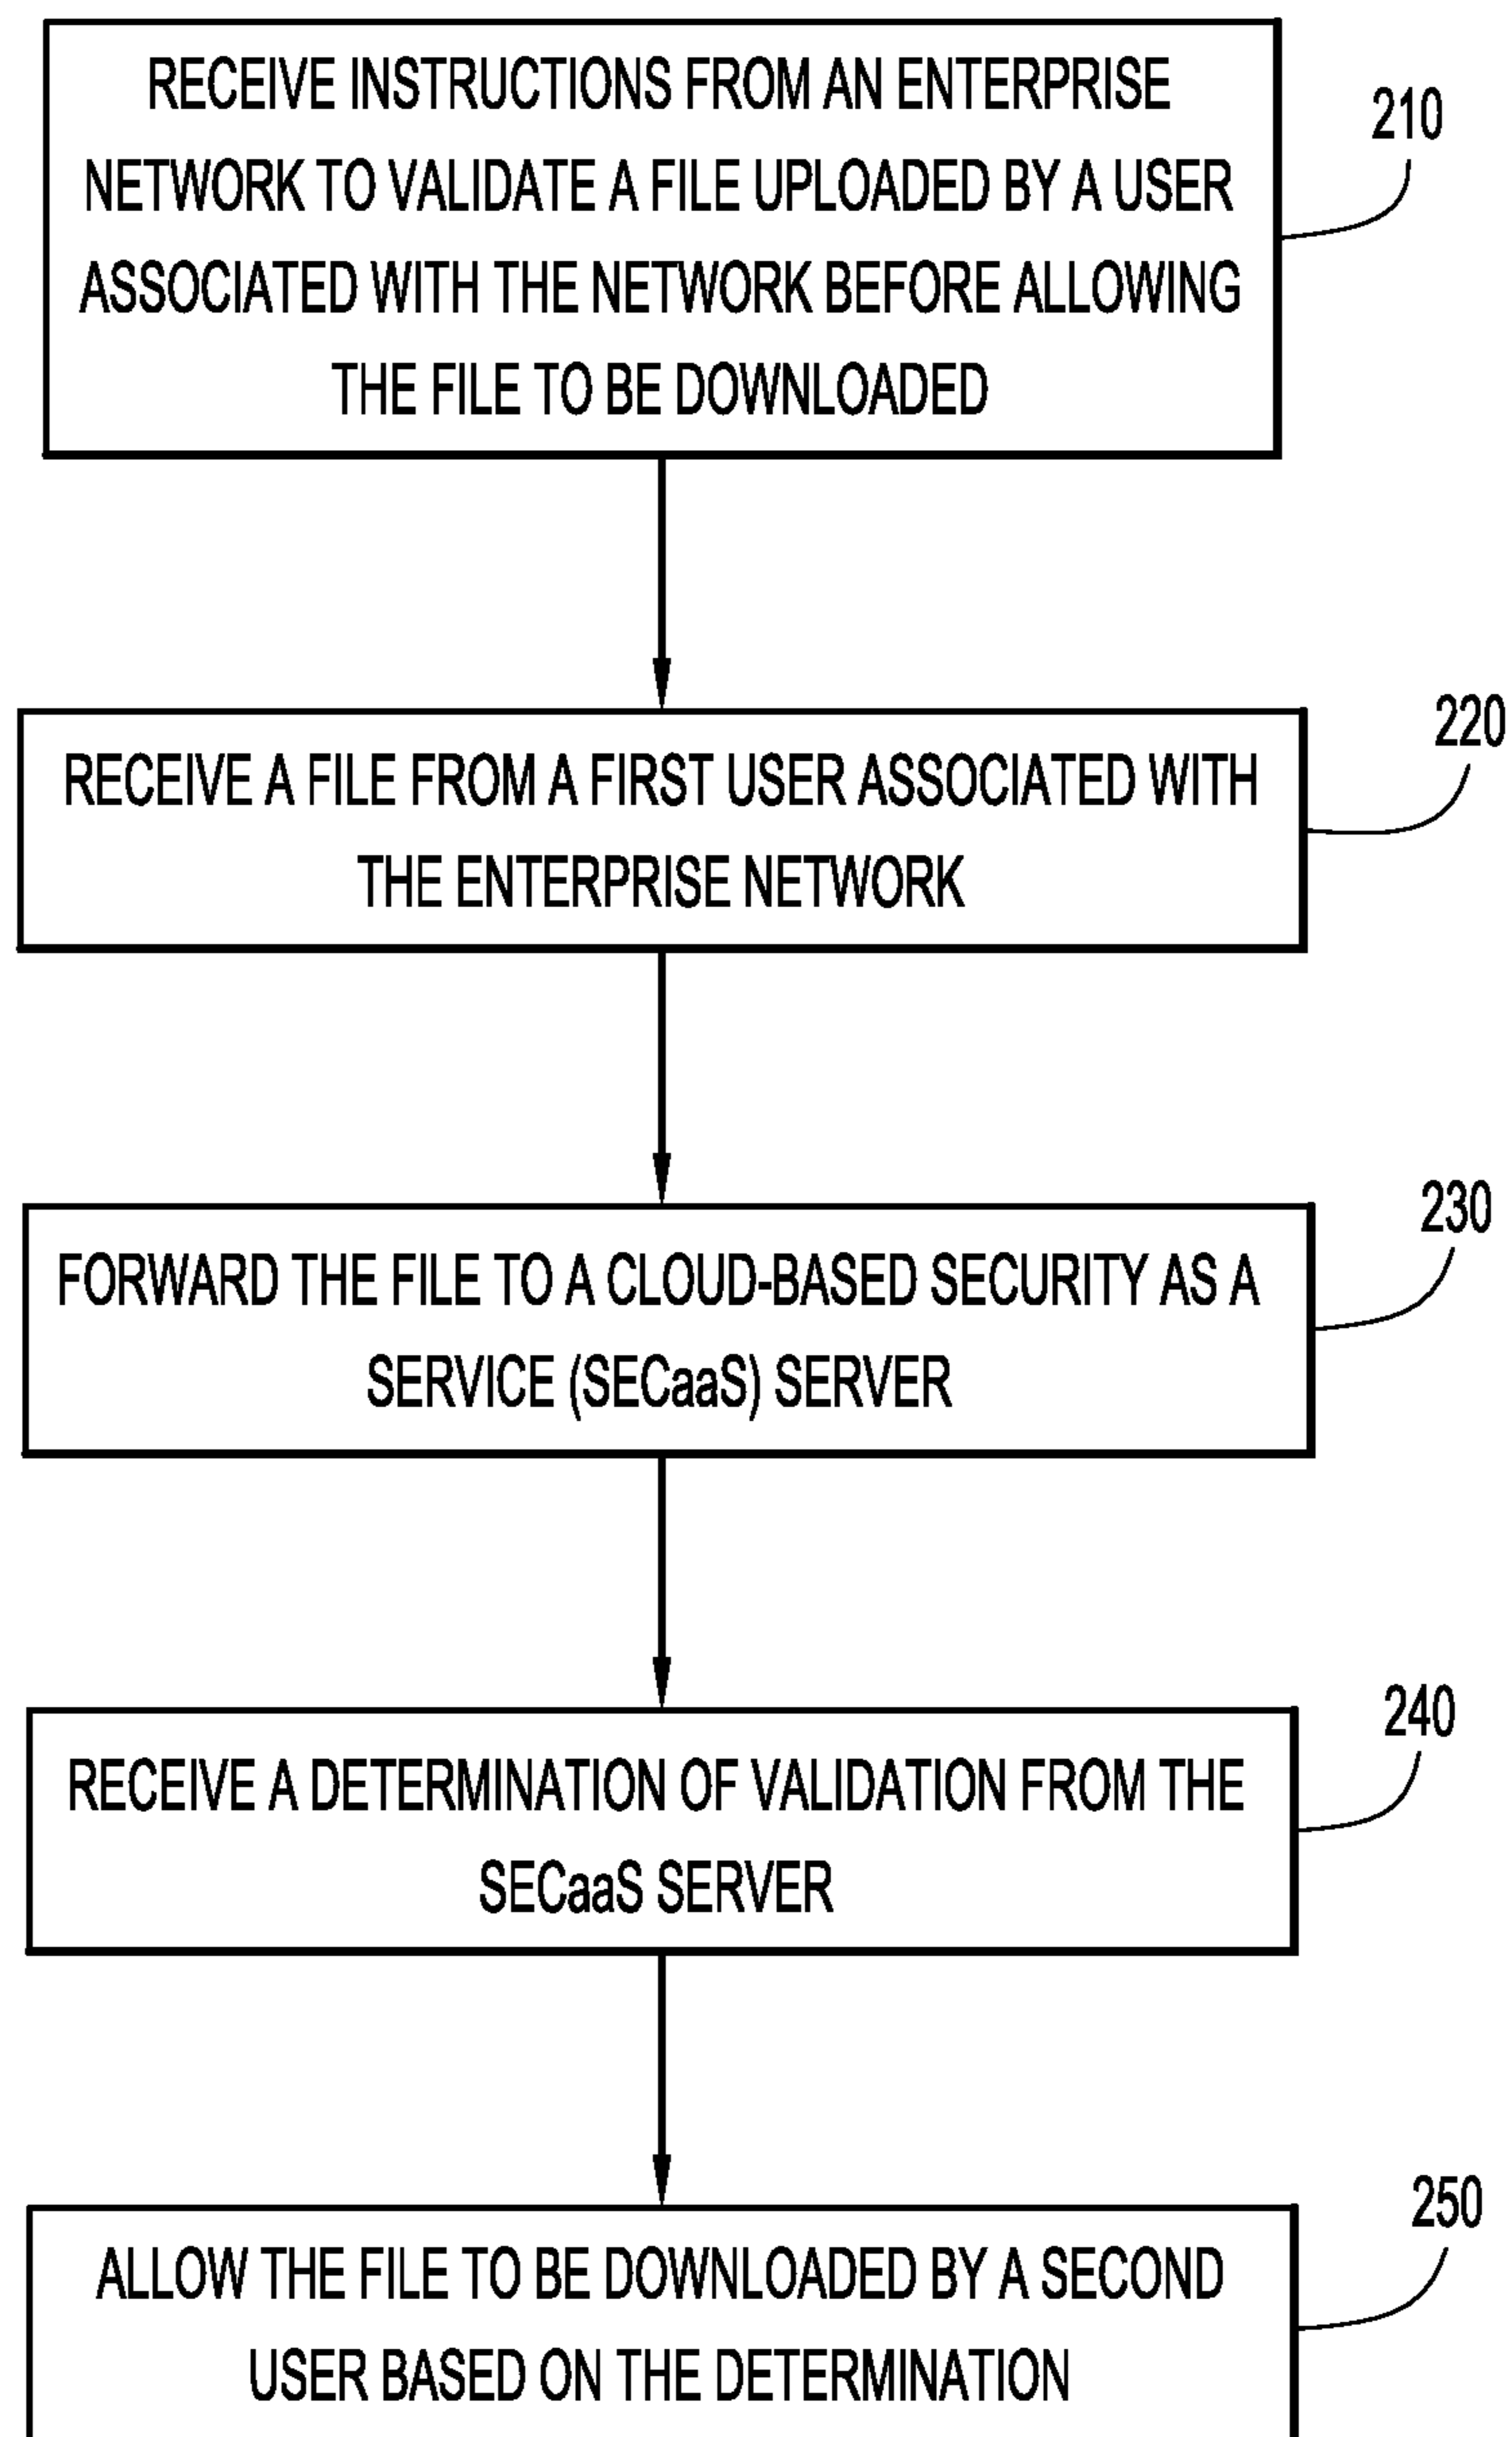 RECEIVE INSTRUCTIONS FROM AN ENTERPRISE
NETWORK TO VALIDATE A FILE UPLOADED BY A USER
ASSOCIATED WITH THE NETWORK BEFORE ALLOWING
THE FILE TO BE DOWNLOADED
210
RECEIVE A FILE FROM A FIRST USER ASSOCIATED WITH
THE ENTERPRISE NETWORK
220
FORWARD THE FILE TO A CLOUD-BASED SECURITY AS A
SERVICE (SECaaS) SERVER
230
RECEIVE A DETERMINATION OF VALIDATION FROM THE
SECaaS SERVER
240
ALLOW THE FILE TO BE DOWNLOADED BY A SECOND
USER BASED ON THE DETERMINATION
250